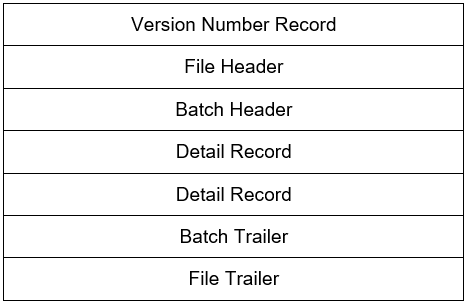 Version Number Record
File Header
Batch Header
Detail Record
Detail Record
Batch Trailer
File Trailer